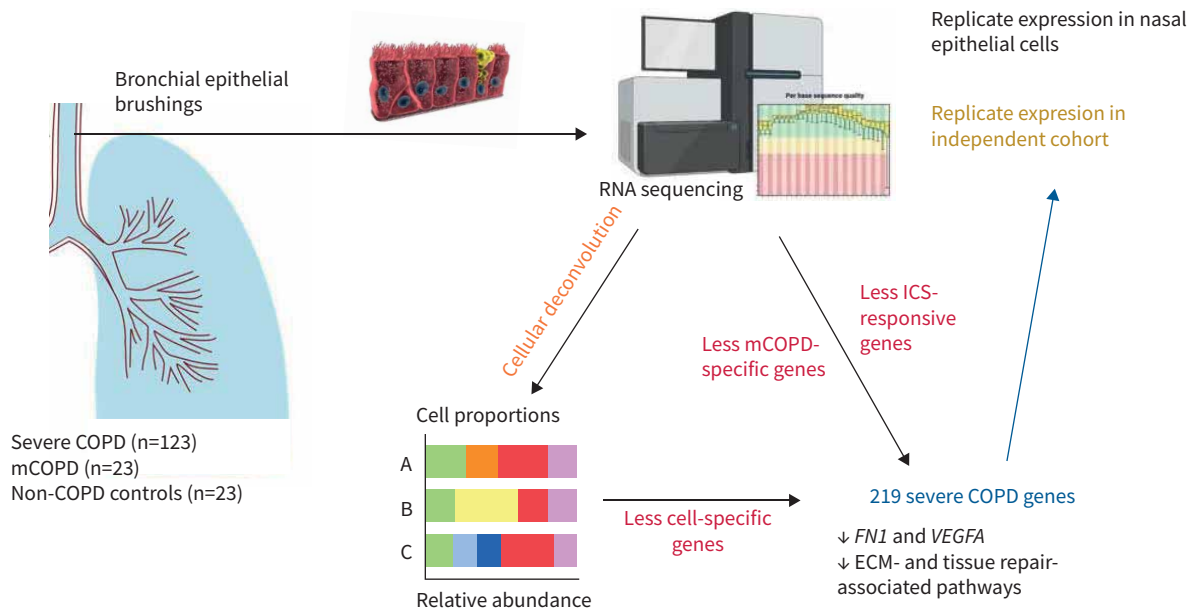 Bronchial epithelial
brushings
Per base sequence quality
RNA sequencing
Replicate expression in nasal
epithelial cells
Replicate expresion in
independent cohort
Cellular deconvolution
Less ICS-
responsive
genes
Less mCOPD-
specific genes
Severe COPD (n=123)
mCOPD (n=23)
Non-COPD controls (n=23)
Cell proportions
A
B
C
Relative abundance
Less cell-specific
genes
219 severe COPD genes
↓ FN1 and VEGFA
↓ ECM- and tissue repair-
associated pathways